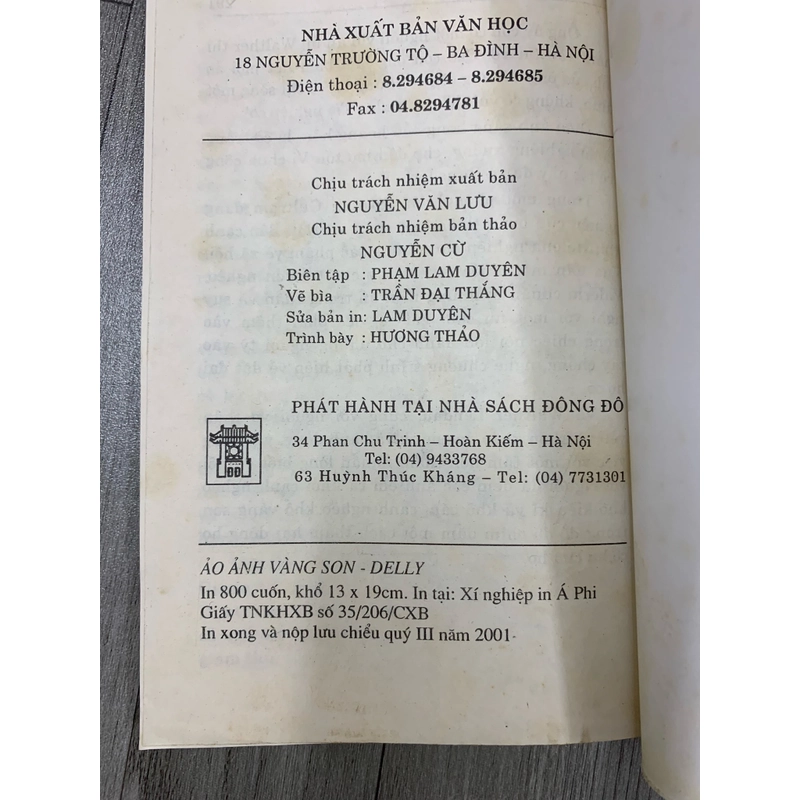 NHÀ XUẤT BẢN VĂN HỌC
18 NGUYỄN TRƯỜNG TỘ – BA ĐÌNH – HÀ NỘI
Điện thoại : 8.294684 – 8.294685
Fax : 04.8294781
Chịu trách nhiệm xuất bản
NGUYỄN VĂN LƯU
Chịu trách nhiệm bản thảo
NGUYỄN CỪ
Biên tập : PHẠM LAM DUYÊN
Vẽ bìa : TRẦN ĐẠI THẮNG
Sửa bản in: LAM DUYÊN
Trình bày : HƯƠNG THẢO
PHÁT HÀNH TẠI NHÀ SÁCH ĐÔNG ĐÔ
34 Phan Chu Trinh – Hoàn Kiếm – Hà Nội
Tel: (04) 9433768
63 Huỳnh Thúc Kháng – Tel: (04) 7731301
ẢO ẢNH VÀNG SON - DELLY
In 800 cuốn, khổ 13 x 19cm. In tại: Xí nghiệp in Á Phi
Giấy TNKHXB số 35/206/CXB
In xong và nộp lưu chiểu quý III năm 2001